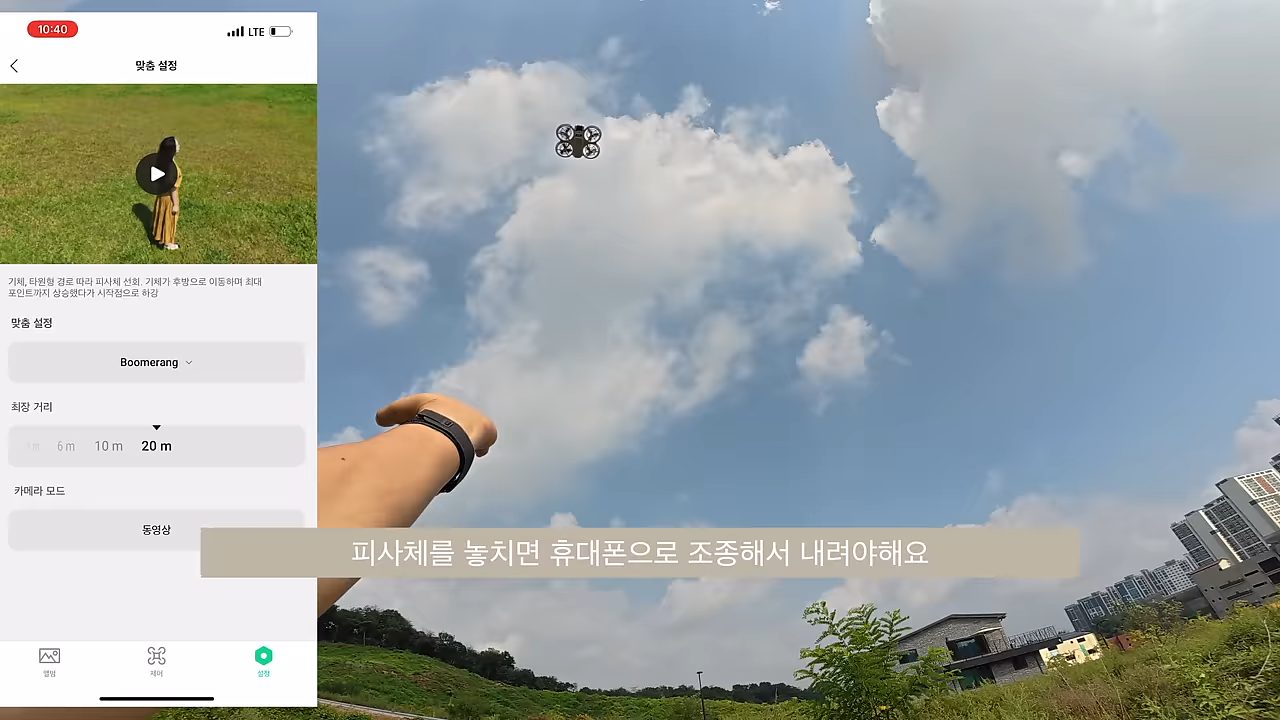 10:40
LTE
맞춤 설정
기체, 타원형 경로 따라 피사체 선회. 기체가 후방으로 이동하며 최대
포인트까지 상승했다가 시작점으로 하강
맞춤 설정
Boomerang
최장 거리
6 m 10 m 20 m
카메라 모드
동영상
피사체를 놓치면 휴대폰으로 조종해서 내려야해요
앨범 제어 설정